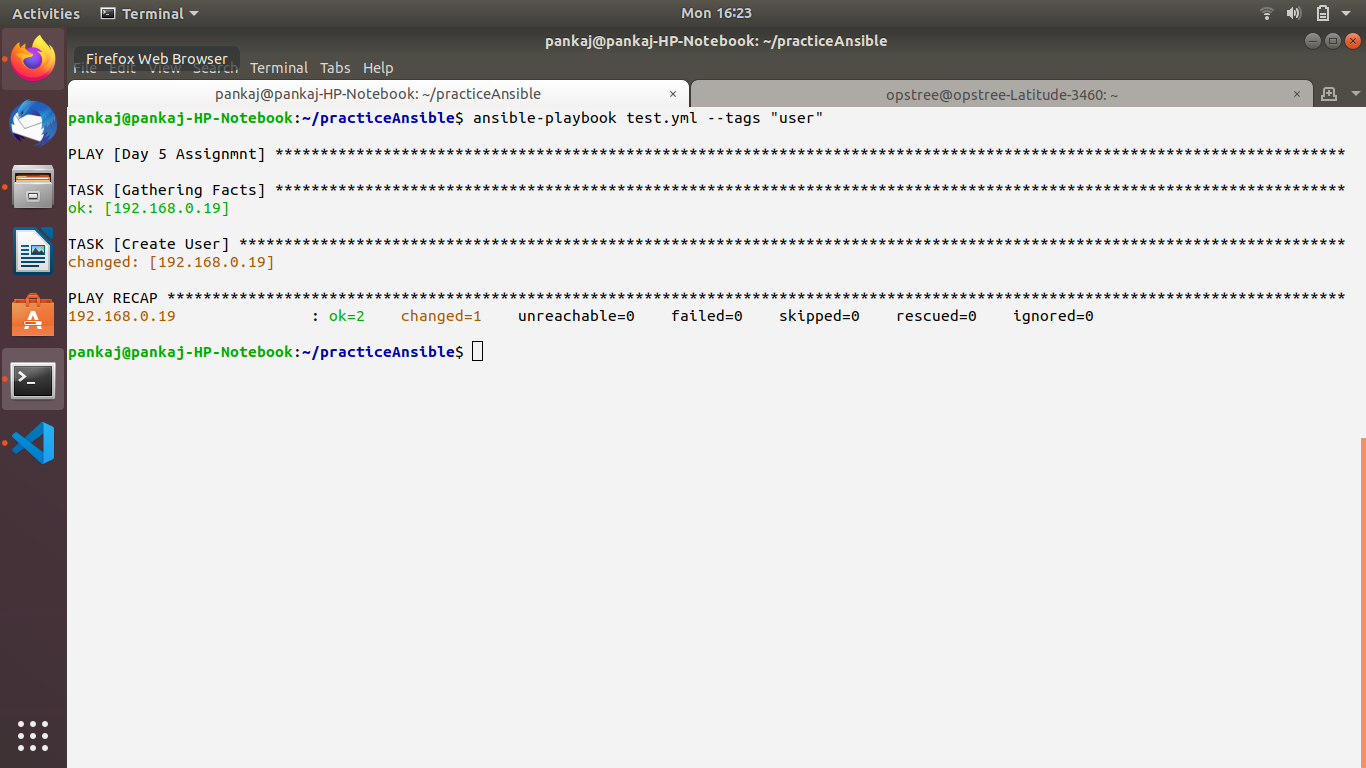 Activities Terminal Mon 16:23
pankaj@pankaj-HP-Notebook: ~/practiceAnsible
Firefox Web Browser
File Edit View Search Terminal Tabs Help
pankaj@pankaj-HP-Notebook: ~/practiceAnsible × opstree@opstree-Latitude-3460: ~ ×
pankaj@pankaj-HP-Notebook:~/practiceAnsible$ ansible-playbook test.yml --tags "user"
PLAY [Day 5 Assignmnt] ***********************************************************************************************************************
TASK [Gathering Facts] ***********************************************************************************************************************
ok: [192.168.0.19]
TASK [Create User] ***************************************************************************************************************************
changed: [192.168.0.19]
PLAY RECAP ***********************************************************************************************************************************
192.168.0.19               : ok=2    changed=1    unreachable=0    failed=0    skipped=0    rescued=0    ignored=0
pankaj@pankaj-HP-Notebook:~/practiceAnsible$